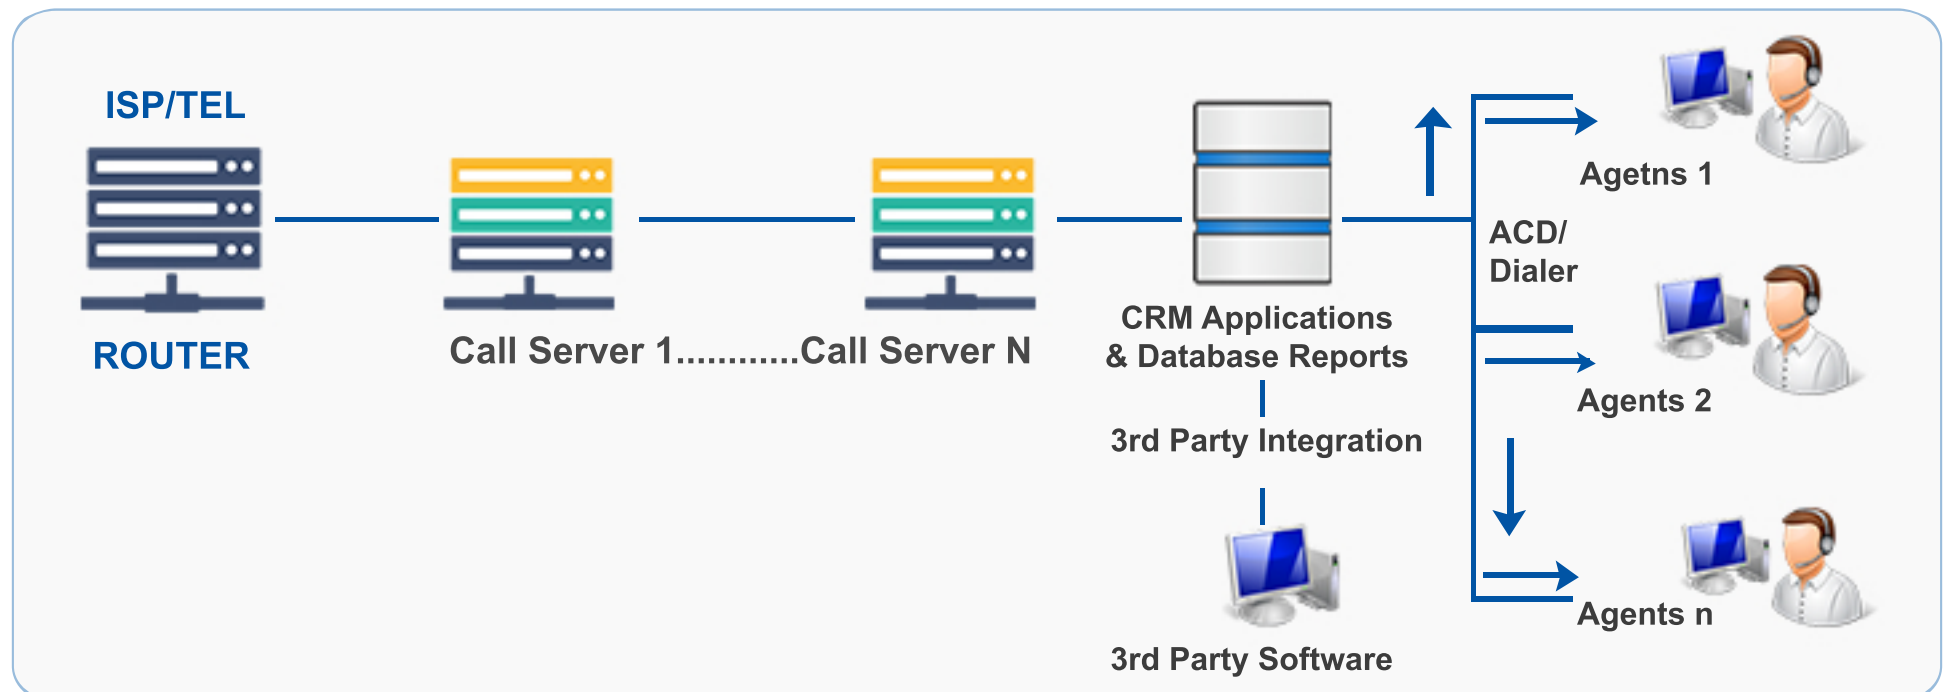 ISP/TEL
ROUTER
Call Server 1............Call Server N
CRM Applications
& Database Reports
3rd Party Integration
3rd Party Software
ACD/
Dialer
Agetns 1
Agents 2
Agents n